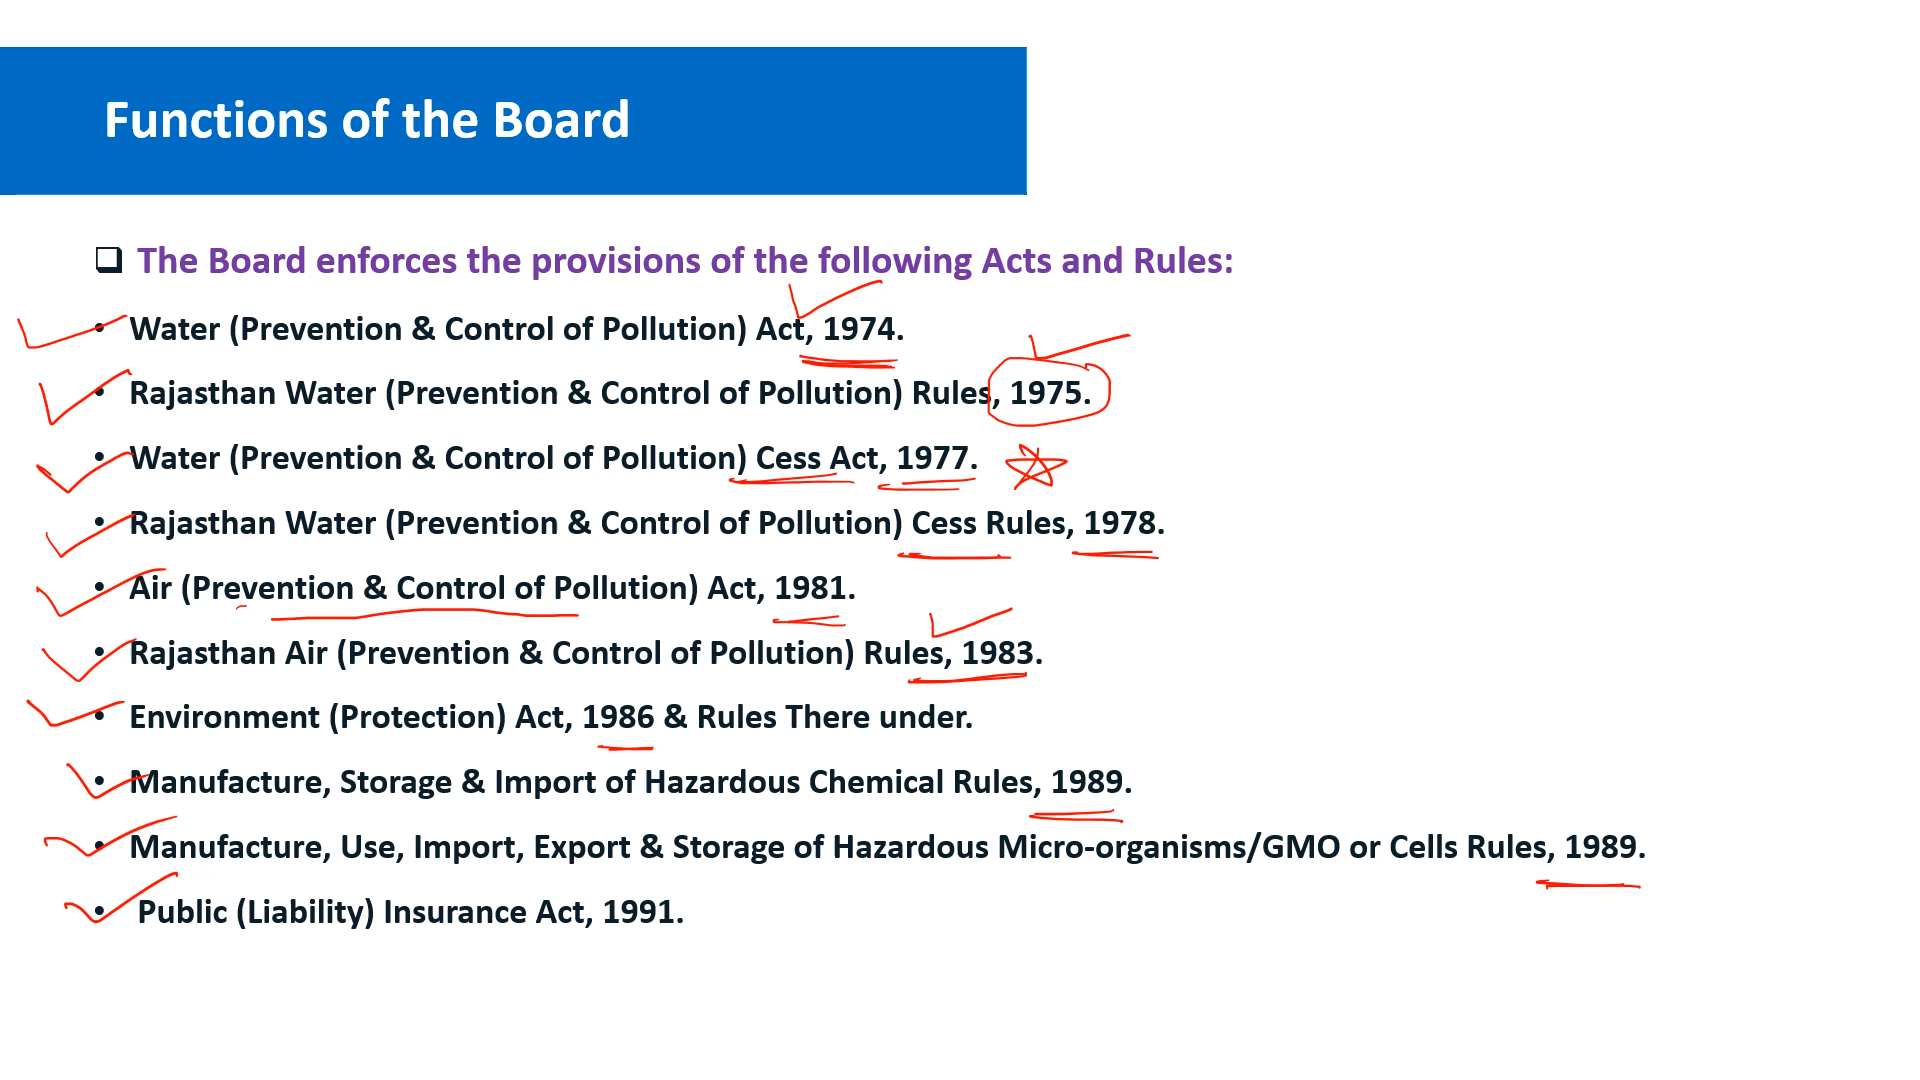 Functions of the Board
❑ The Board enforces the provisions of the following Acts and Rules:
• Water (Prevention & Control of Pollution) Act, 1974.
• Rajasthan Water (Prevention & Control of Pollution) Rules, 1975.
• Water (Prevention & Control of Pollution) Cess Act, 1977.
• Rajasthan Water (Prevention & Control of Pollution) Cess Rules, 1978.
• Air (Prevention & Control of Pollution) Act, 1981.
• Rajasthan Air (Prevention & Control of Pollution) Rules, 1983.
• Environment (Protection) Act, 1986 & Rules There under.
• Manufacture, Storage & Import of Hazardous Chemical Rules, 1989.
• Manufacture, Use, Import, Export & Storage of Hazardous Micro-organisms/GMO or Cells Rules, 1989.
• Public (Liability) Insurance Act, 1991.